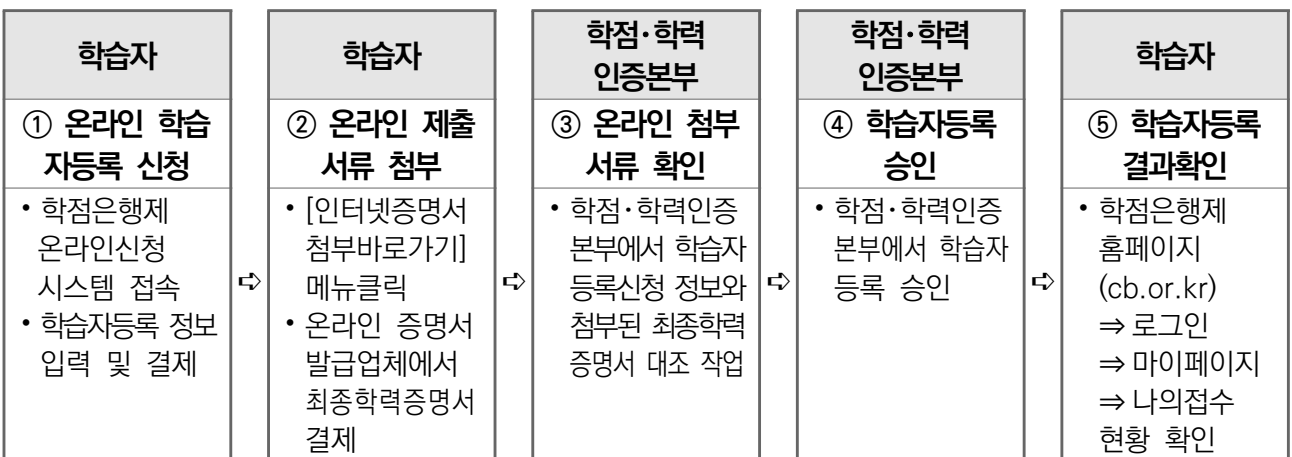 학습자
① 온라인 학습
자등록 신청
• 학점은행제
온라인신청
시스템 접속
• 학습자등록 정보
입력 및 결제
➪
학습자
② 온라인 제출
서류 첨부
• [인터넷증명서
첨부바로가기]
메뉴클릭
• 온라인 증명서
발급업체에서
최종학력증명서
결제
➪
학점·학력
인증본부
③ 온라인 첨부
서류 확인
• 학점·학력인증
본부에서 학습자
등록신청 정보와
첨부된 최종학력
증명서 대조 작업
➪
학점·학력
인증본부
④ 학습자등록
승인
• 학점·학력인증
본부에서 학습자
등록 승인
➪
학습자
⑤ 학습자등록
결과확인
• 학점은행제
홈페이지
(cb.or.kr)
⇒ 로그인
⇒ 마이페이지
⇒ 나의접수
현황 확인